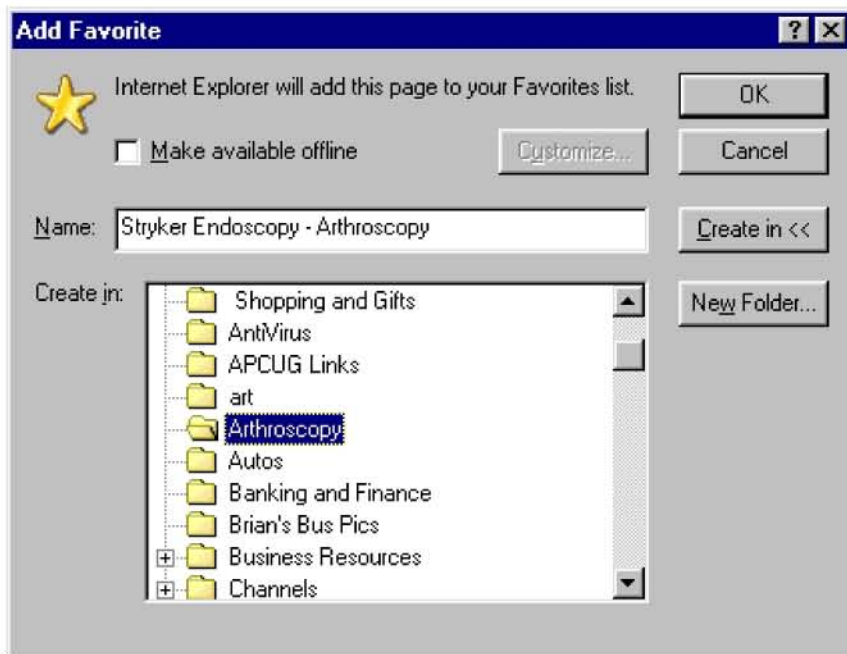 Add Favorite
Internet Explorer will add this page to your Favorites list.
OK
Make available offline
Customize...
Cancel
Name: Stryker Endoscopy - Arthroscopy
Create in <<
Create in:
Shopping and Gifts
New Folder...
AntiVirus
APCUG Links
art
Arthroscopy
Autos
Banking and Finance
Brian's Bus Pics
Business Resources
Channels